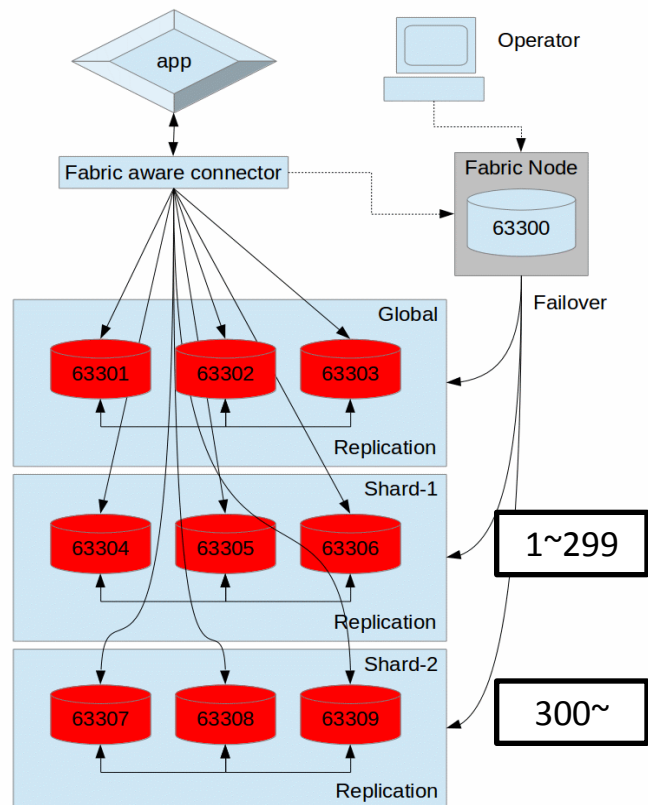 app
Operator
Fabric aware connector
Fabric Node
63300
Failover
Global
63301
63302
63303
Replication
Shard-1
63304
63305
63306
1~299
Replication
Shard-2
63307
63308
63309
300~
Replication